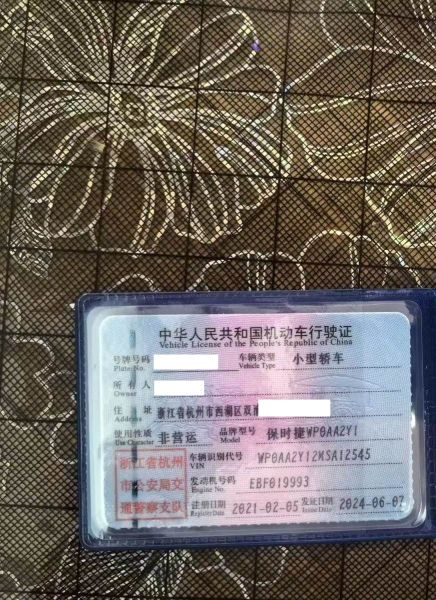 中华人民共和国机动车行驶证
Vehicle License of the People's Republic of China
号牌号码 车辆类型 小型轿车
Plate No. Vehicle Type
所有人
Owner
住址 浙江省杭州市西湖区双浦
Address
使用性质 非营运 品牌型号 保时捷WP0AA2Y1
Use Character Model
浙江省杭州 车辆识别代号 WP0AA2Y12MSA12545
VIN
市公安局交 发动机号码 EBF019993
Engine No.
通警察支队 注册日期 2021-02-05 发证日期 2024-06-07
Register Date Issue Date